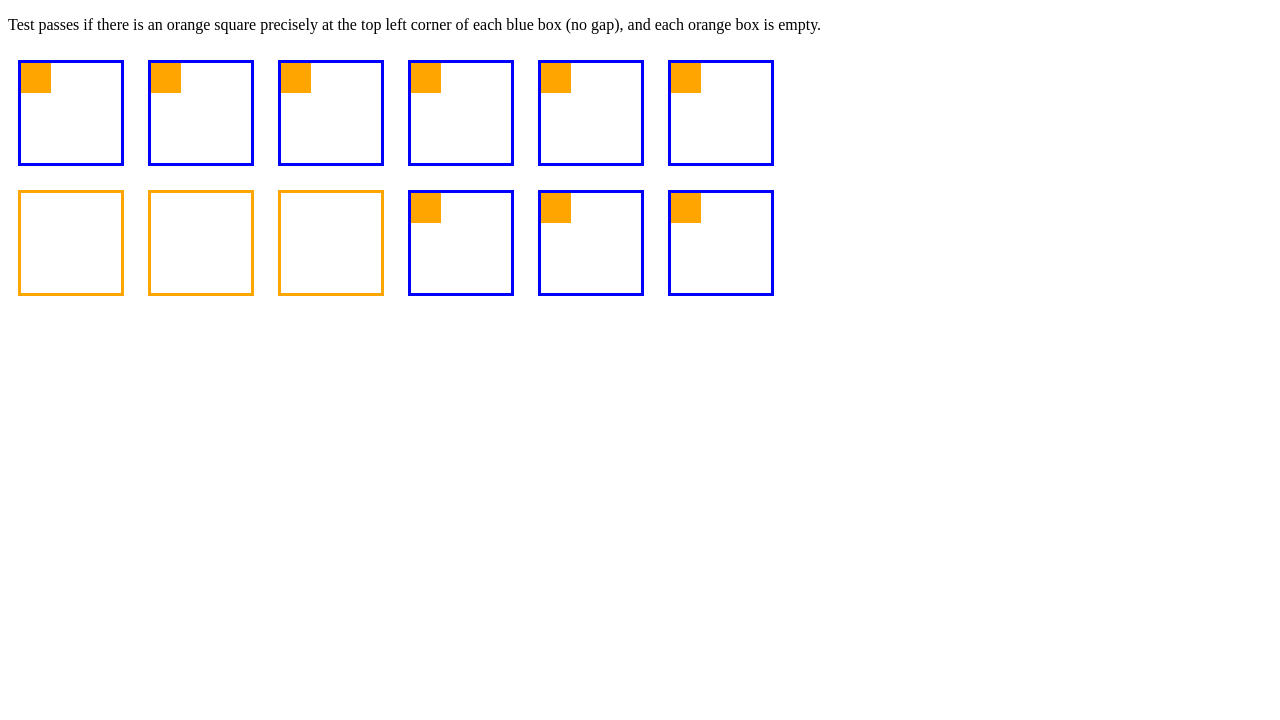 Test passes if there is an orange square precisely at the top left corner of each blue box (no gap), and each orange box is empty.